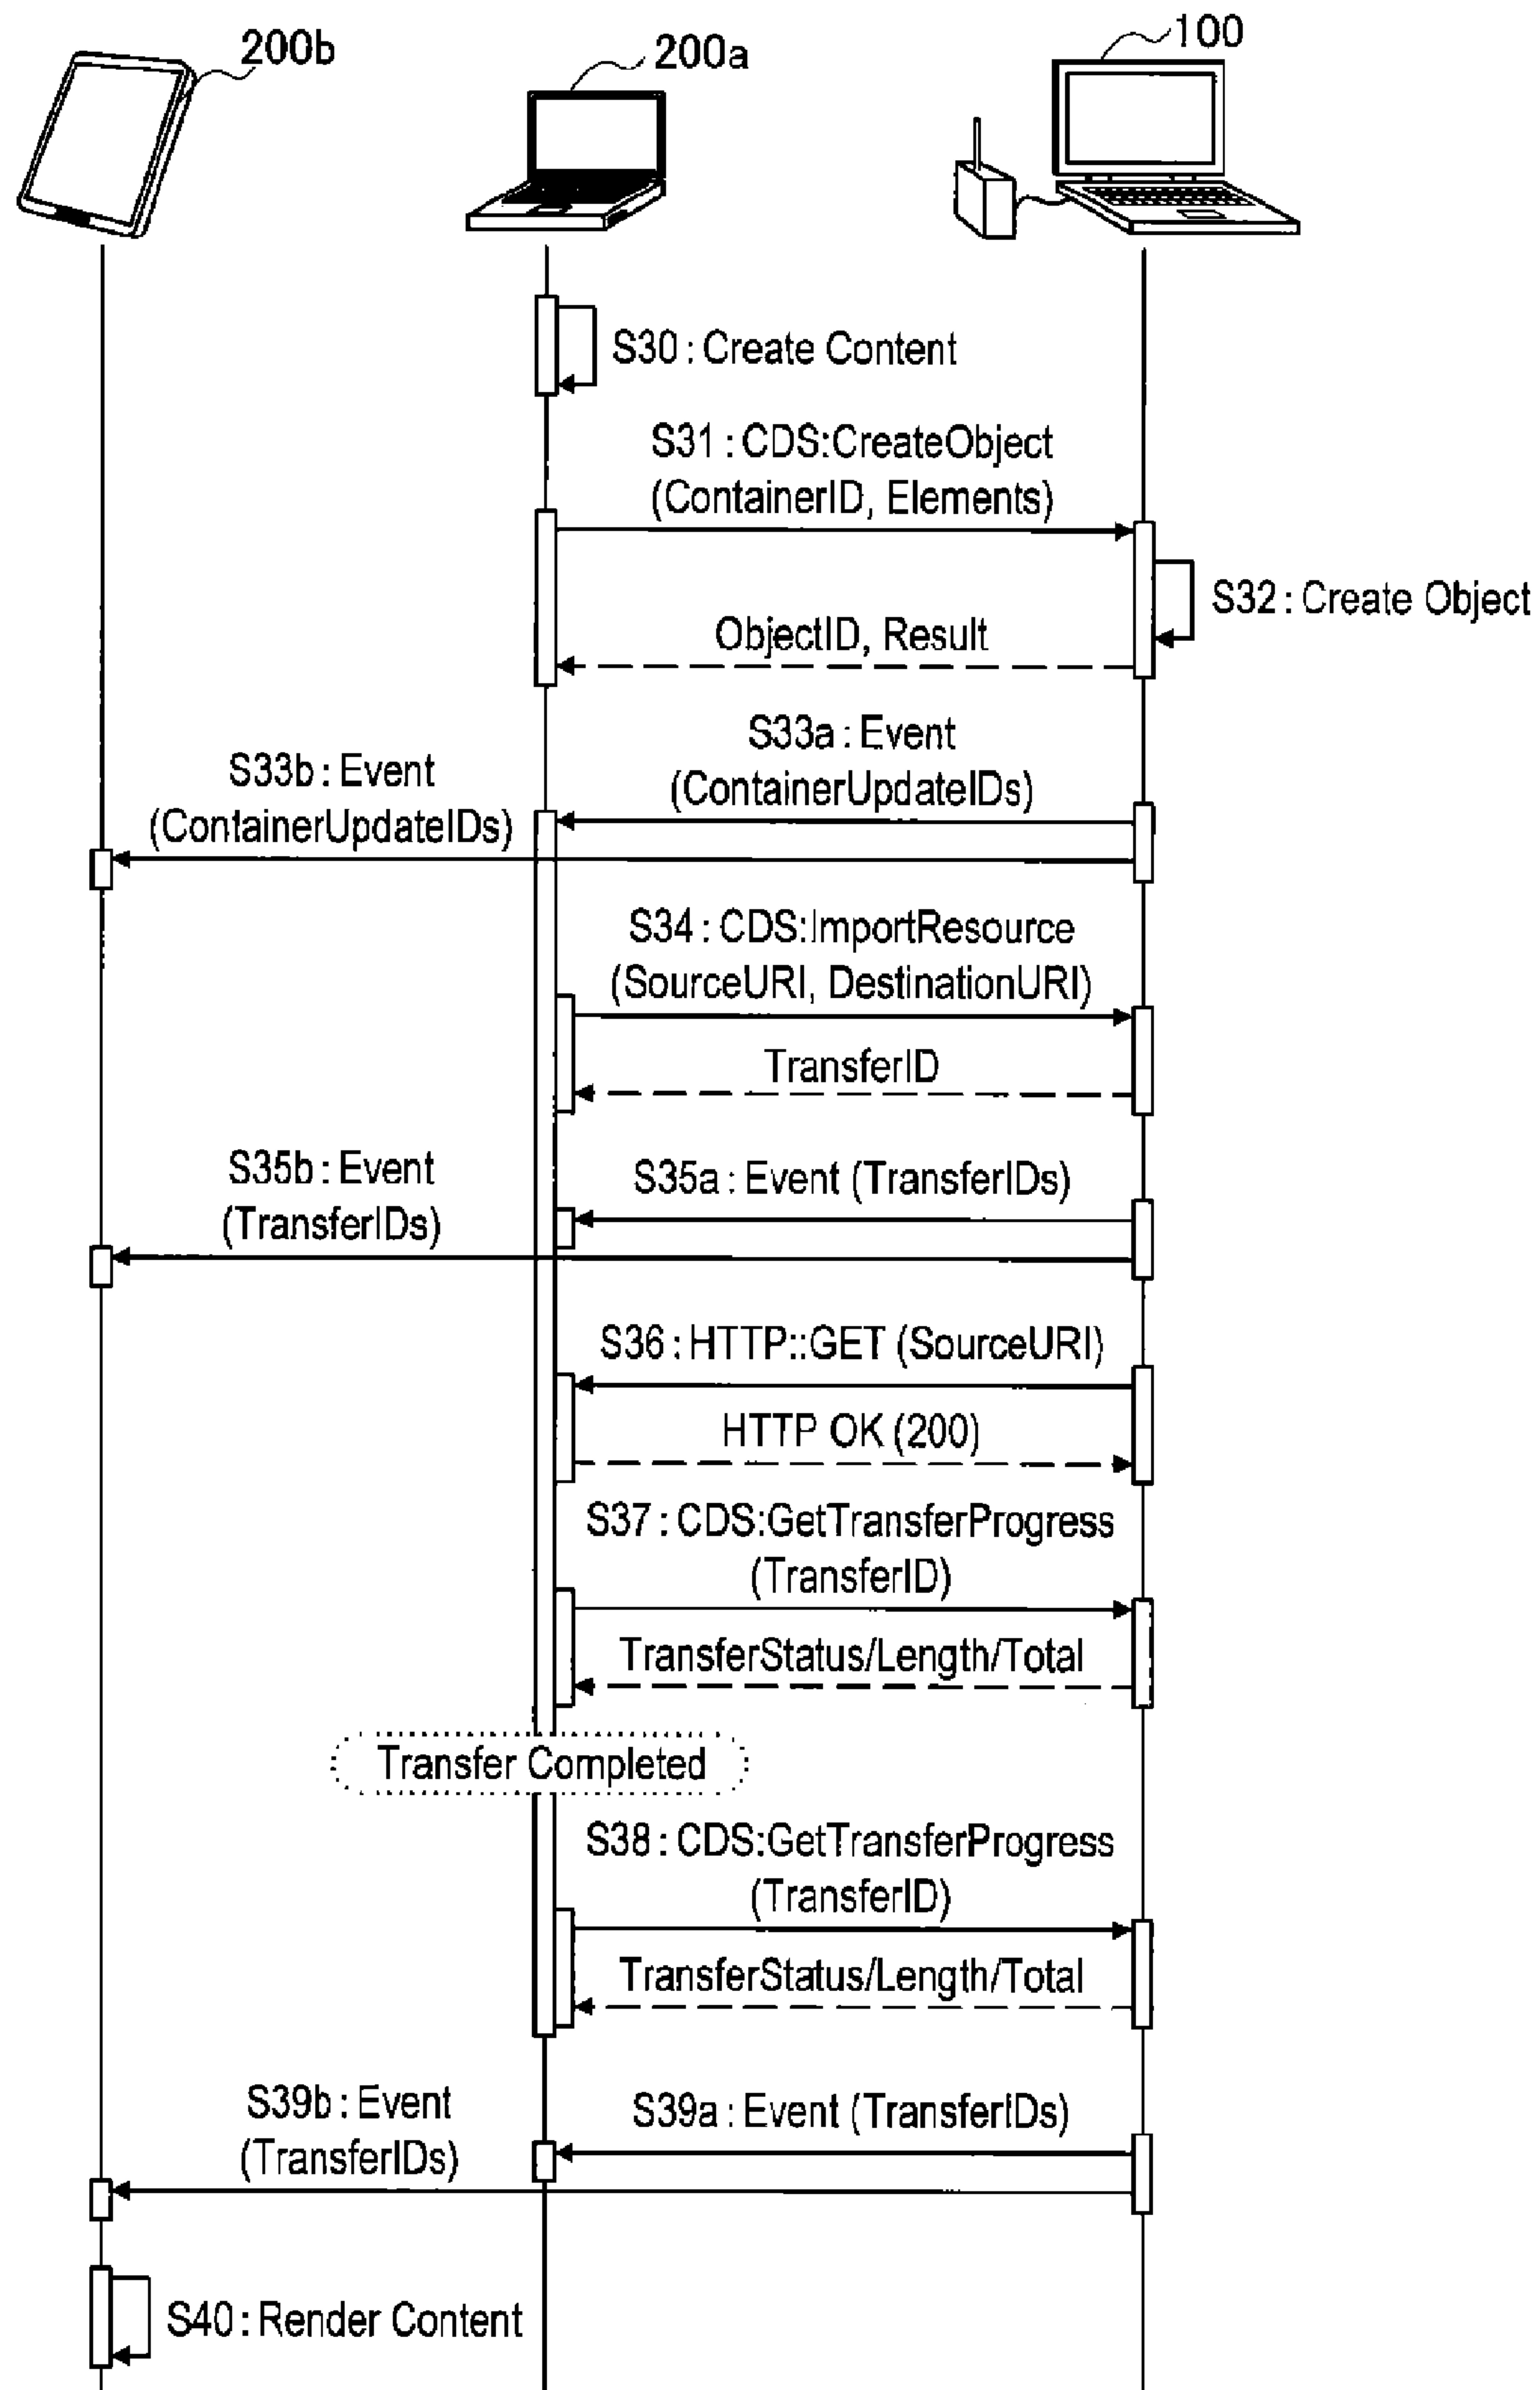 200b
200a
100
S30 : Create Content
S31 : CDS:CreateObject
(ContainerID, Elements)
S32 : Create Object
ObjectID, Result
S33a : Event
(ContainerUpdateIDs)
S33b : Event
(ContainerUpdateIDs)
S34 : CDS:ImportResource
(SourceURI, DestinationURI)
TransferID
S35b : Event
(TransferIDs)
S35a : Event (TransferIDs)
S36 : HTTP::GET (SourceURI)
HTTP OK (200)
S37 : CDS:GetTransferProgress
(TransferID)
TransferStatus/Length/Total
Transfer Completed
S38 : CDS:GetTransferProgress
(TransferID)
TransferStatus/Length/Total
S39b : Event
(TransferIDs)
S39a : Event (TransferIDs)
S40 : Render Content